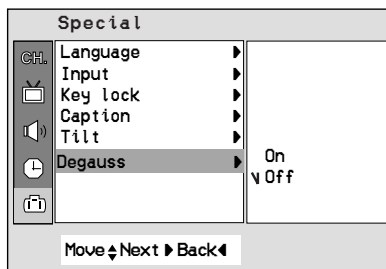 Special
CH.
Language
Input
Key lock
Caption
Tilt
Degauss
On
Off
Move Next Back